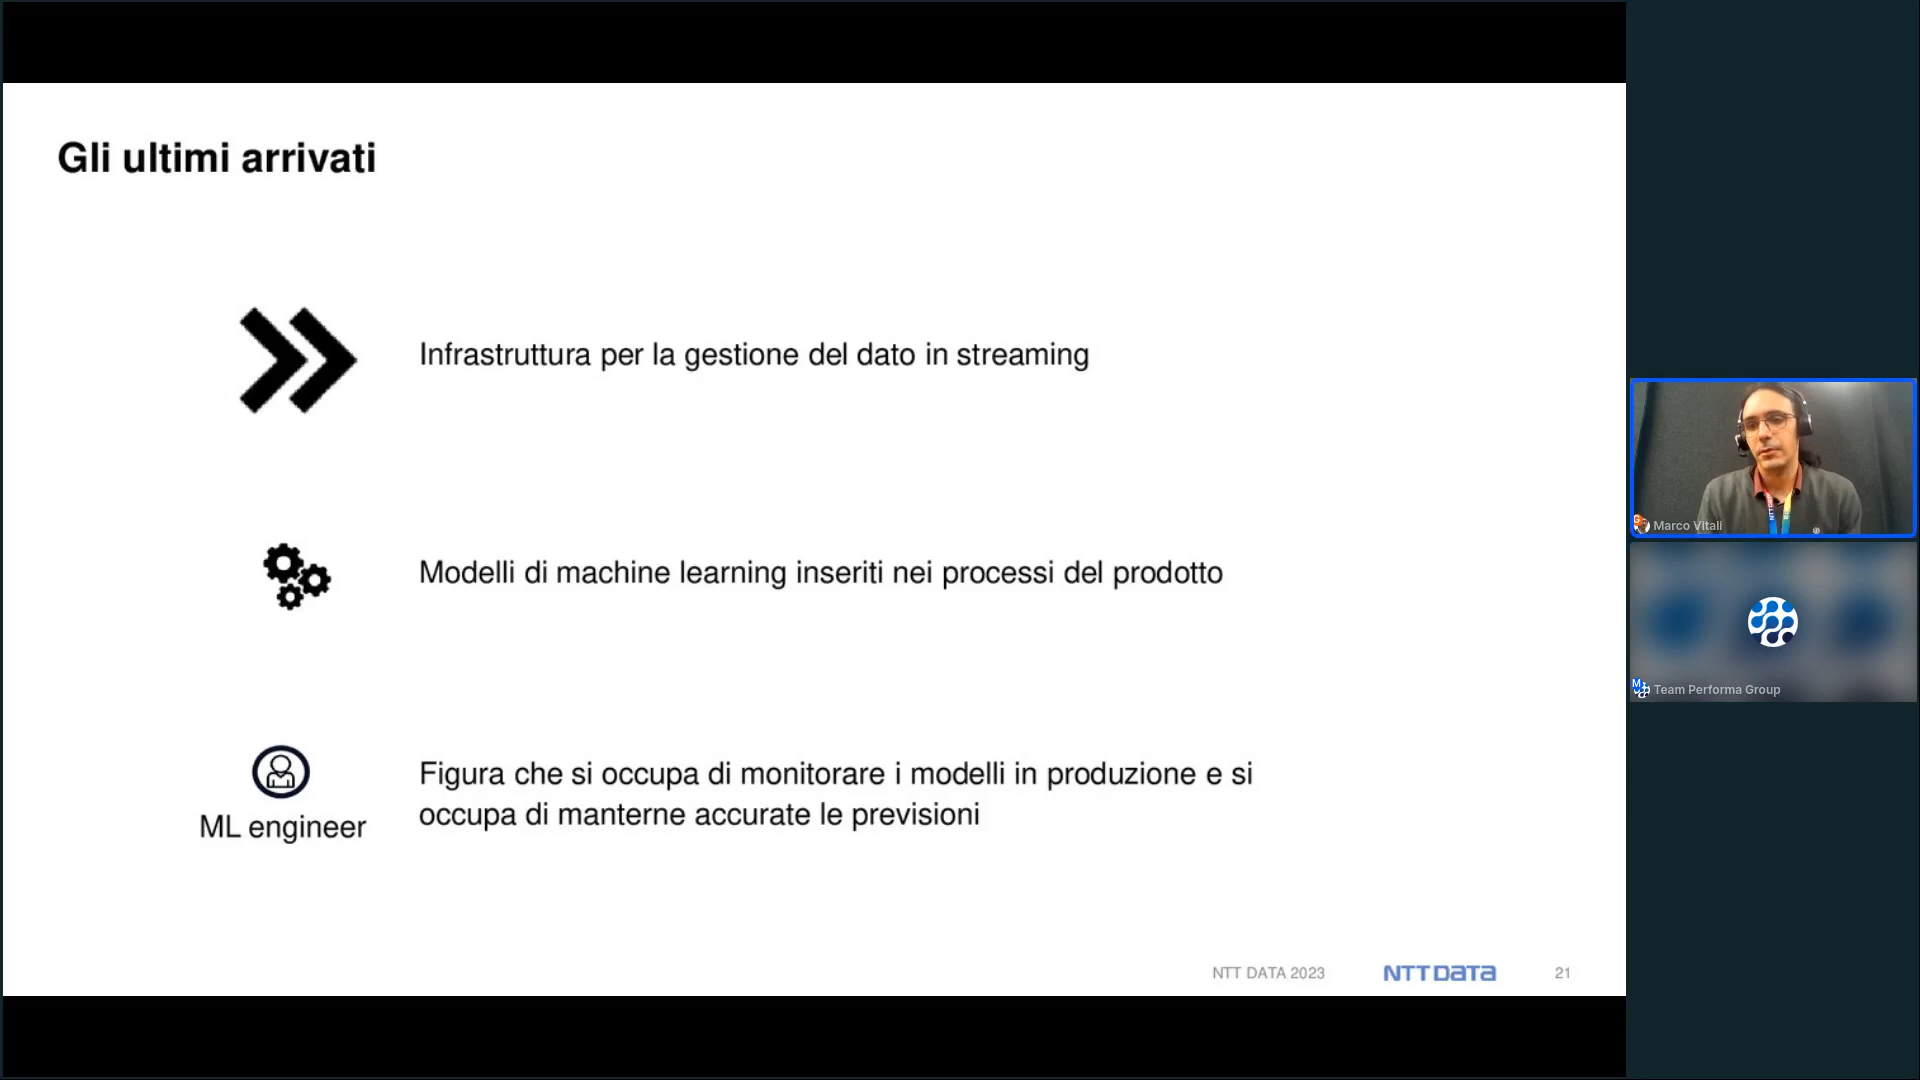 Gli ultimi arrivati
Infrastruttura per la gestione del dato in streaming
Modelli di machine learning inseriti nei processi del prodotto
ML engineer
Figura che si occupa di monitorare i modelli in produzione e si
occupa di manterne accurate le previsioni
NTT DATA 2023
NTT DATA
21
Marco Vitali
Team Performa Group